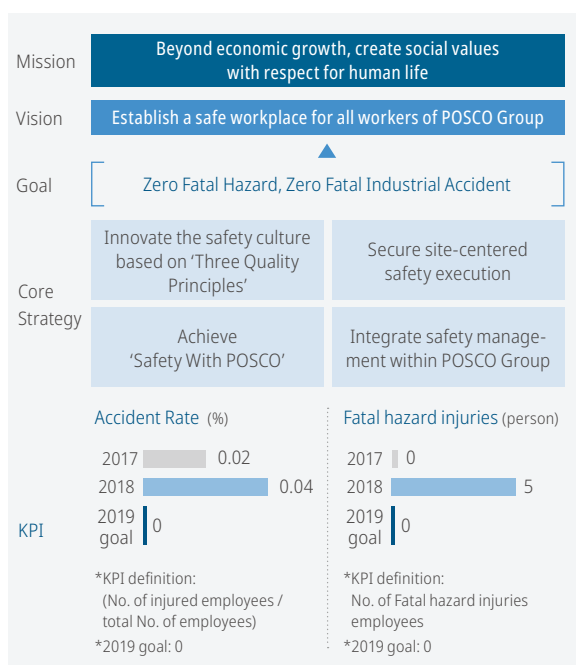 Mission
Beyond economic growth, create social values
with respect for human life
Vision
Establish a safe workplace for all workers of POSCO Group
Goal
Zero Fatal Hazard, Zero Fatal Industrial Accident
Core
Strategy
Innovate the safety culture
based on ‘Three Quality
Principles’
Secure site-centered
safety execution
Achieve
‘Safety With POSCO’
Integrate safety manage-
ment within POSCO Group
KPI
Accident Rate (%)
2017 0.02
2018 0.04
2019
goal 0
*KPI definition:
(No. of injured employees /
total No. of employees)
*2019 goal: 0
Fatal hazard injuries (person)
2017 0
2018 5
2019
goal 0
*KPI definition:
No. of Fatal hazard injuries
employees
*2019 goal: 0